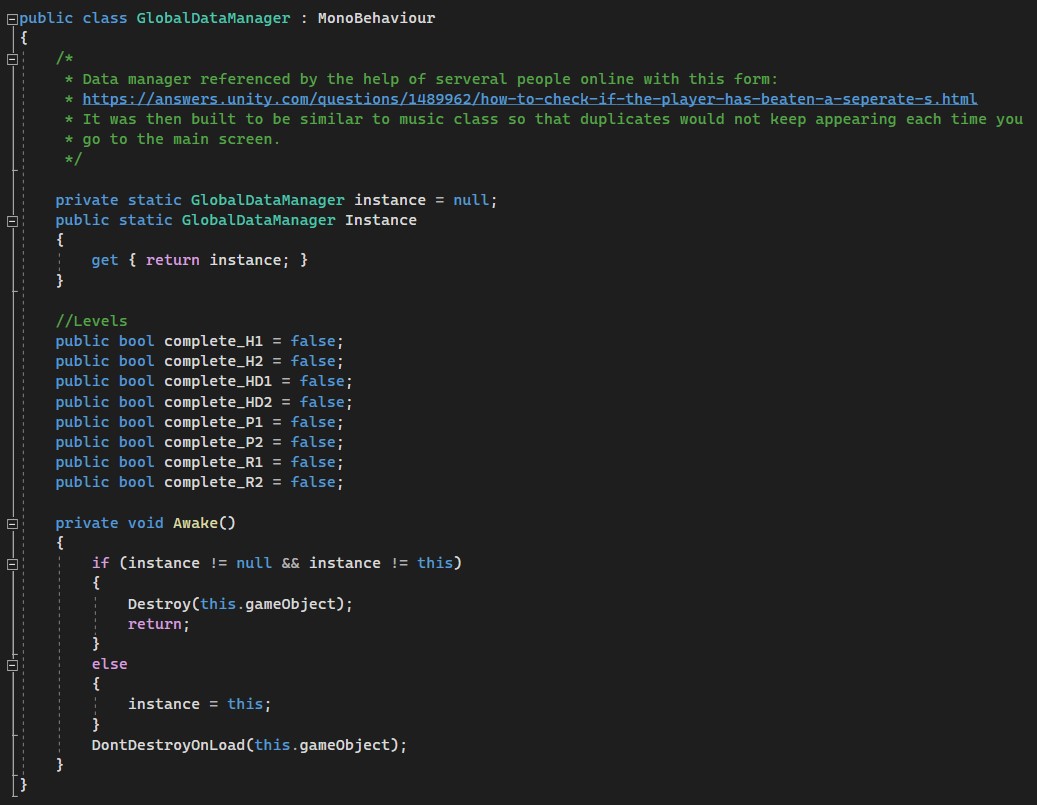 public class GlobalDataManager : MonoBehaviour
{
/*
* Data manager referenced by the help of serveral people online with this form:
* https://answers.unity.com/questions/1489962/how-to-check-if-the-player-has-beaten-a-seperate-s.html
* It was then built to be similar to music class so that duplicates would not keep appearing each time you
* go to the main screen.
*/
private static GlobalDataManager instance = null;
public static GlobalDataManager Instance
{
get { return instance; }
}
//Levels
public bool complete_H1 = false;
public bool complete_H2 = false;
public bool complete_HD1 = false;
public bool complete_HD2 = false;
public bool complete_P1 = false;
public bool complete_P2 = false;
public bool complete_R1 = false;
public bool complete_R2 = false;
private void Awake()
{
if (instance != null && instance != this)
{
Destroy(this.gameObject);
return;
}
else
{
instance = this;
}
DontDestroyOnLoad(this.gameObject);
}
}